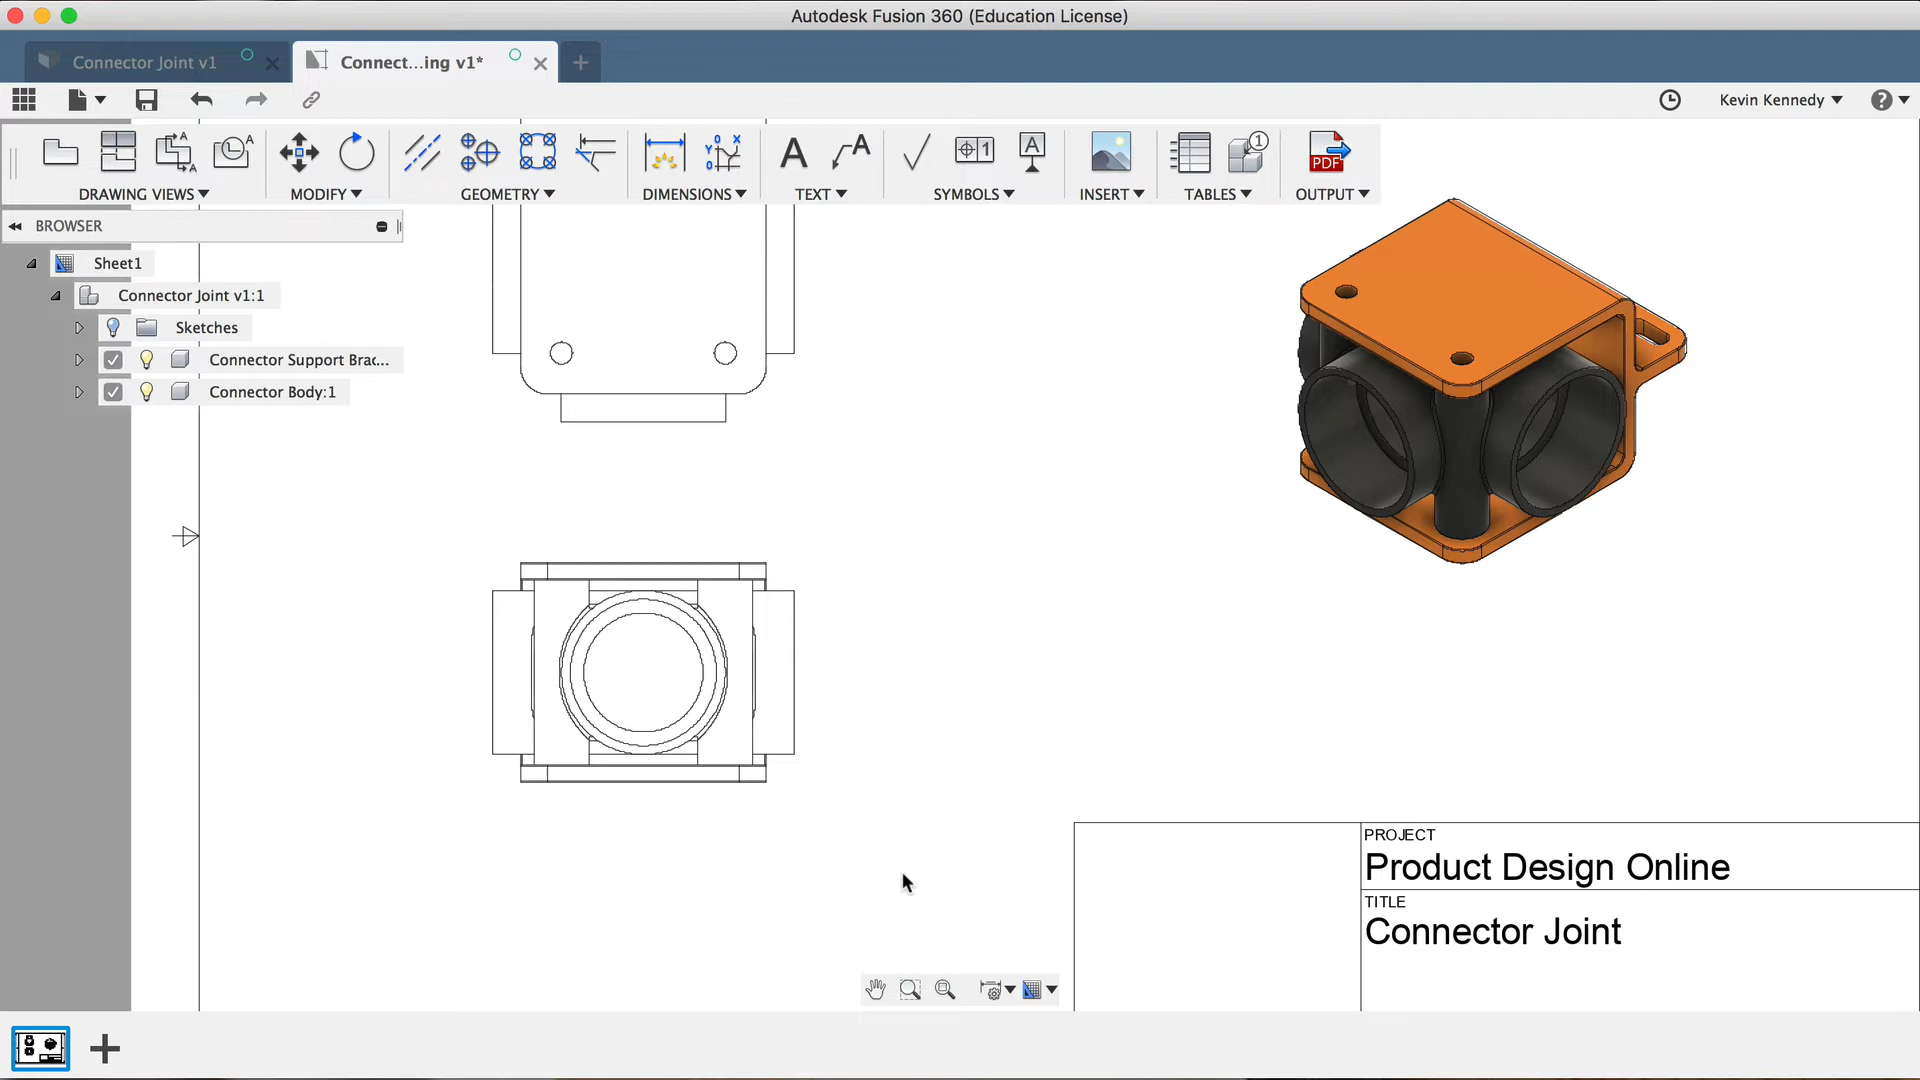 Autodesk Fusion 360 (Education License)
Connector Joint v1
Connect...ing v1*
Kevin Kennedy
DRAWING VIEWS
MODIFY
GEOMETRY
DIMENSIONS
TEXT
SYMBOLS
INSERT
TABLES
OUTPUT
BROWSER
Sheet1
Connector Joint v1:1
Sketches
Connector Support Brac...
Connector Body:1
PROJECT
Product Design Online
TITLE
Connector Joint